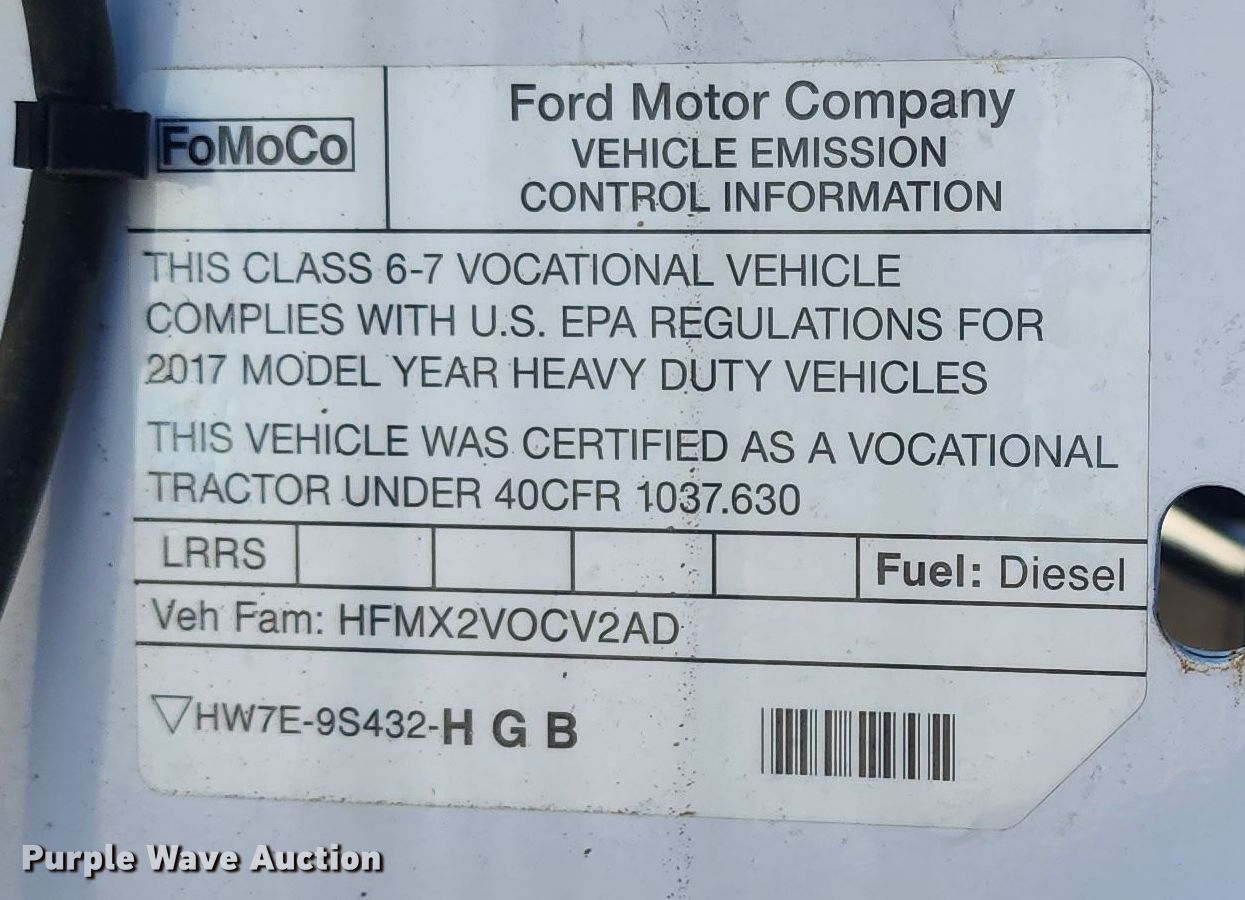 FoMoCo
Ford Motor Company
VEHICLE EMISSION
CONTROL INFORMATION
THIS CLASS 6-7 VOCATIONAL VEHICLE
COMPLIES WITH U.S. EPA REGULATIONS FOR
2017 MODEL YEAR HEAVY DUTY VEHICLES
THIS VEHICLE WAS CERTIFIED AS A VOCATIONAL
TRACTOR UNDER 40CFR 1037.630
LRRS
Fuel: Diesel
Veh Fam: HFMX2VOCV2AD
▽HW7E-9S432-H G B
Purple Wave Auction